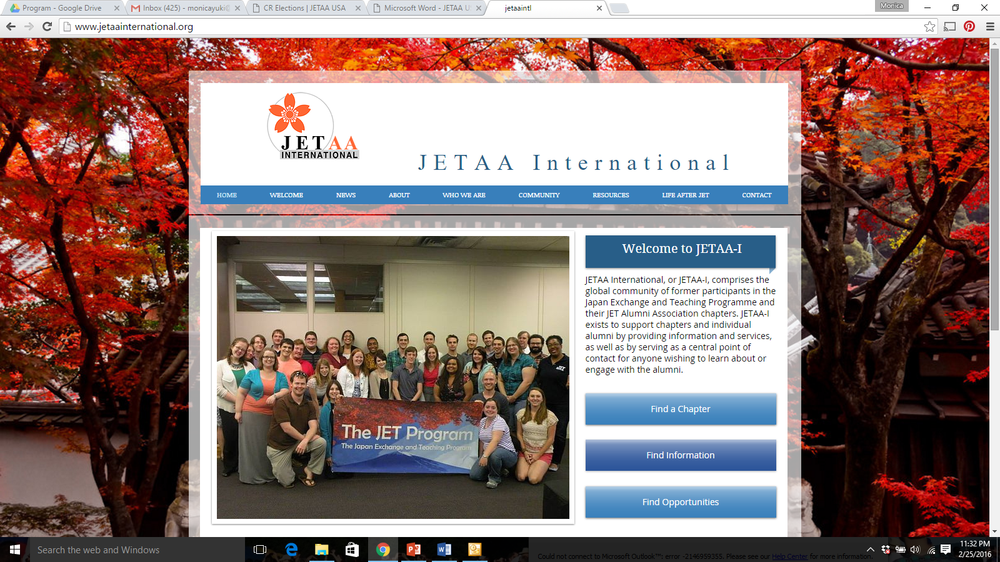 Program - Google Drive
Inbox (425) - monicayuki@
CR Elections | JETAA USA
Microsoft Word - JETAA U
jetaaintl
Monica
www.jetaainternational.org
JETAA
INTERNATIONAL
JETAA International
HOME WELCOME NEWS ABOUT WHO WE ARE COMMUNITY RESOURCES LIFE AFTER JET CONTACT
Welcome to JETAA-I
JETAA International, or JETAA-I, comprises the
global community of former participants in the
Japan Exchange and Teaching Programme and
their JET Alumni Association chapters. JETAA-I
exists to support chapters and individual
alumni by providing information and services,
as well as by serving as a central point of
contact for anyone wishing to learn about or
engage with the alumni.
The JET Program
The Japan Exchange and Teaching Program
Find a Chapter
Find Information
Find Opportunities
Search the web and Windows
Could not connect to Microsoft Outlook™: error -2146959355. Please see our Help Center for more information.
11:32 PM
2/25/2016